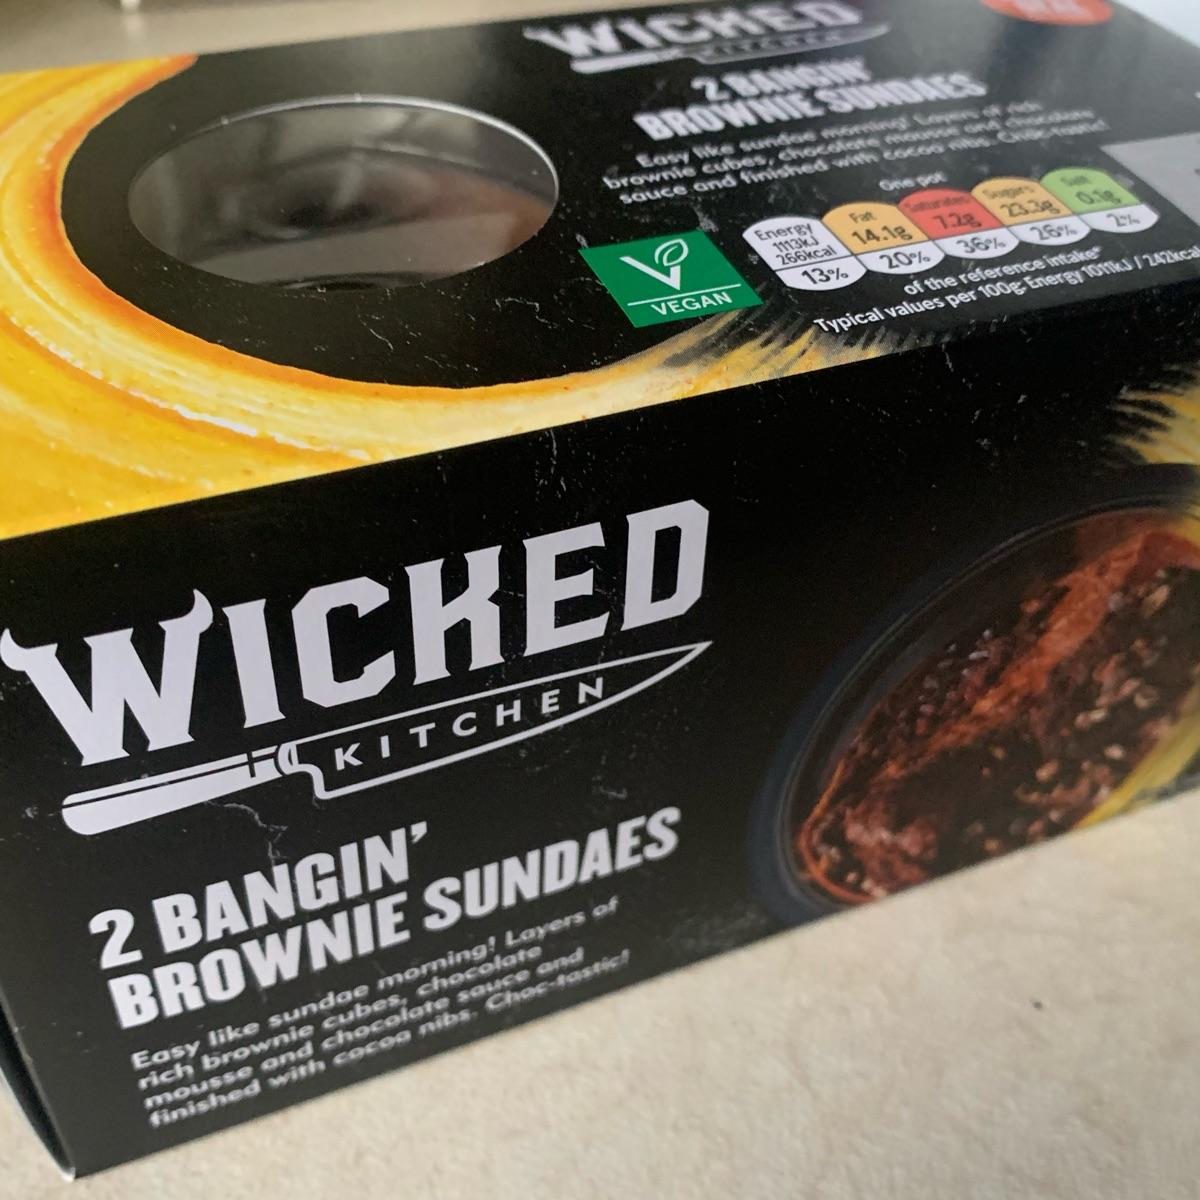 WICKED
KITCHEN
2 BANGIN'
BROWNIE SUNDAES
Easy like sundae morning! Layers of rich
brownie cubes, chocolate mousse and chocolate
sauce and finished with cocoa nibs. Choc-tastic!
One pot
Energy
1113kJ
266kcal
13%
Fat
14.1g
20%
Saturates
7.2g
36%
Sugars
23.3g
26%
Salt
0.1g
2%
of the reference intake*
Typical values per 100g: Energy 1011kJ / 242kcal
V
VEGAN
WICKED
KITCHEN
2 BANGIN'
BROWNIE SUNDAES
Easy like sundae morning! Layers of
rich brownie cubes, chocolate
mousse and chocolate sauce and
finished with cocoa nibs. Choc-tastic!